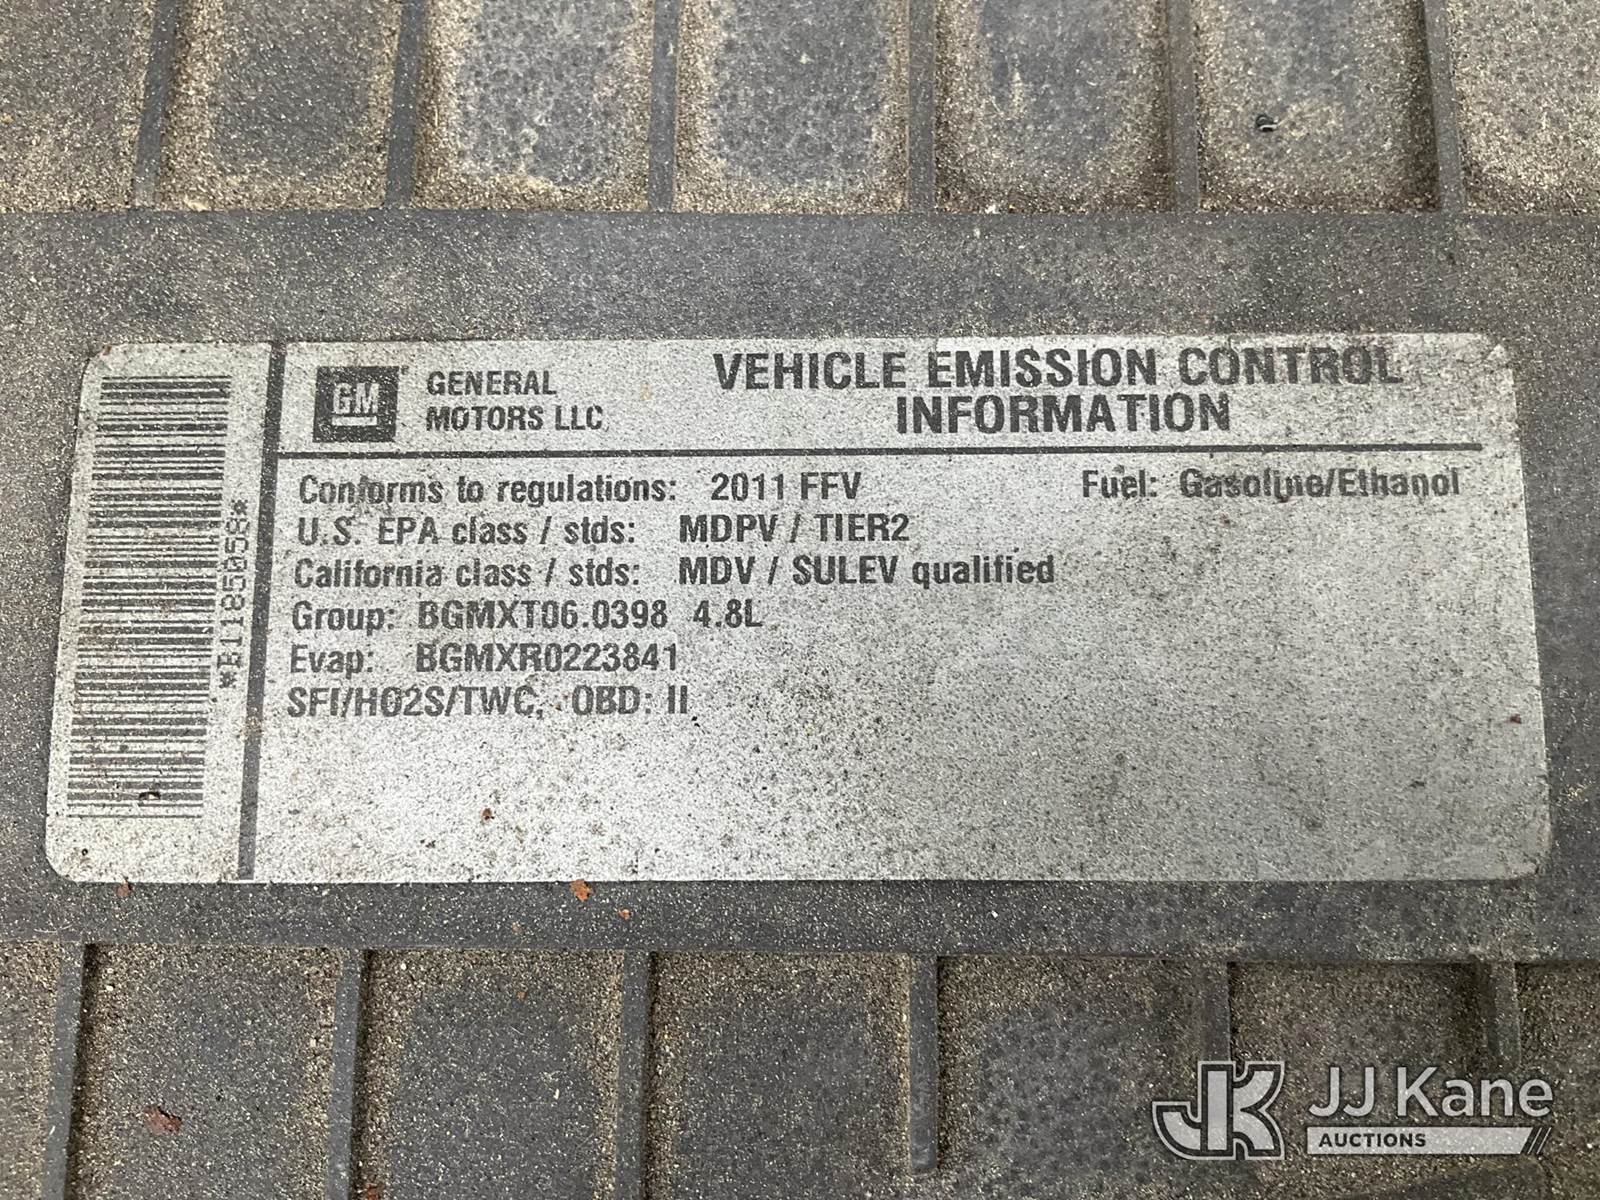 GM
GENERAL
MOTORS LLC
VEHICLE EMISSION CONTROL
INFORMATION
Conforms to regulations: 2011 FFV Fuel: Gasoline/Ethanol
U.S. EPA class / stds: MDPV / TIER2
California class / stds: MDV / SULEV qualified
Group: BGMXT06.0398 4.8L
Evap: BGMXR0223841
SFI/HO2S/TWC, OBD: II
*B1185059*
JK JJ Kane
AUCTIONS